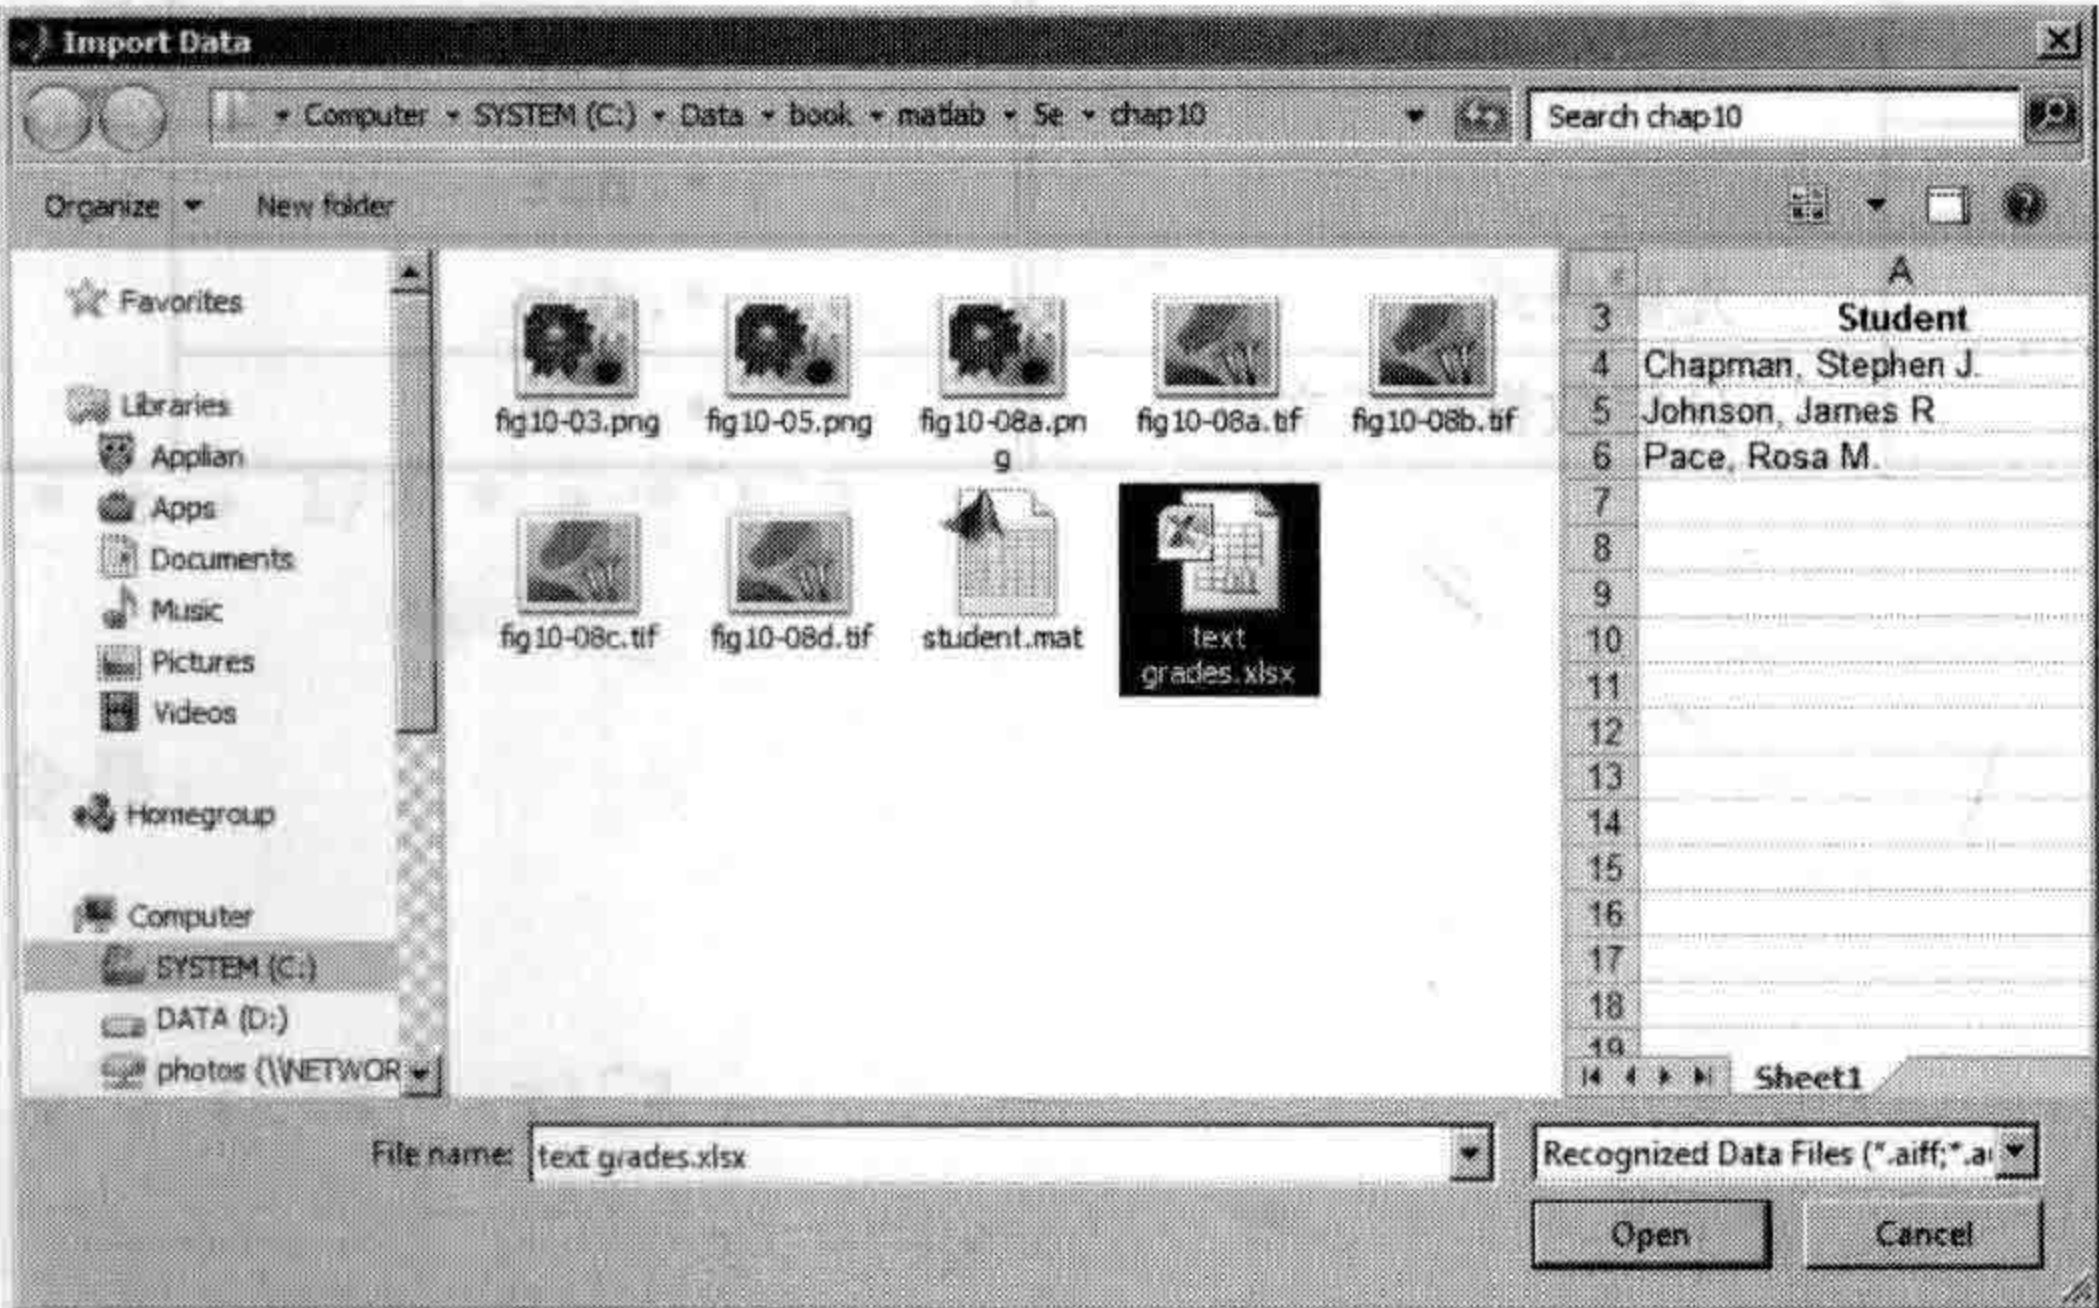 Import Data
Computer SYSTEM (C:) Data book matlab 5e chap10
Search chap10
Organize
New folder
Favorites
Libraries
Applian
Apps
Documents
Music
Pictures
Videos
Homegroup
Computer
SYSTEM (C:)
DATA (D:)
photos (\\NETWOR
fig10-03.png
fig10-05.png
fig10-08a.pn
g
fig10-08a.tif
fig10-08b.tif
fig10-08c.tif
fig10-08d.tif
student.mat
text
grades.xlsx
A
3 Student
4 Chapman, Stephen J.
5 Johnson, James R
6 Pace, Rosa M.
7
8
9
10
11
12
13
14
15
16
17
18
19
Sheet1
File name: text grades.xlsx
Recognized Data Files (*.aiff;*.a
Open
Cancel